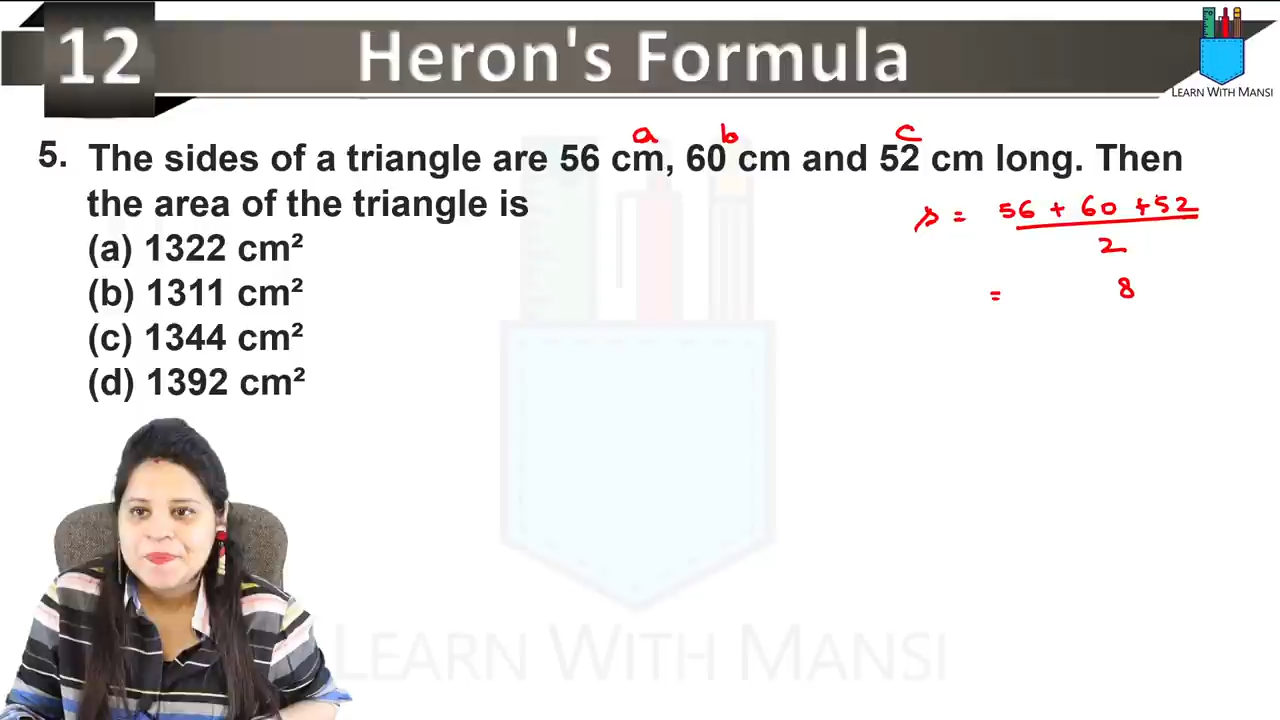 12 Heron's Formula
LEARN WITH MANSI
a b c
5. The sides of a triangle are 56 cm, 60 cm and 52 cm long. Then
the area of the triangle is
s = 56 + 60 + 52
2
= 8
(a) 1322 cm²
(b) 1311 cm²
(c) 1344 cm²
(d) 1392 cm²
LEARN WITH MANSI